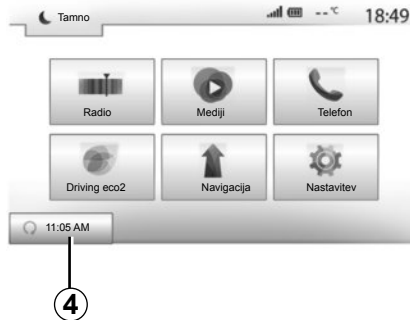 Tamno
--°C 18:49
Radio Mediji Telefon
Driving eco2 Navigacija Nastavitev
11:05 AM
4